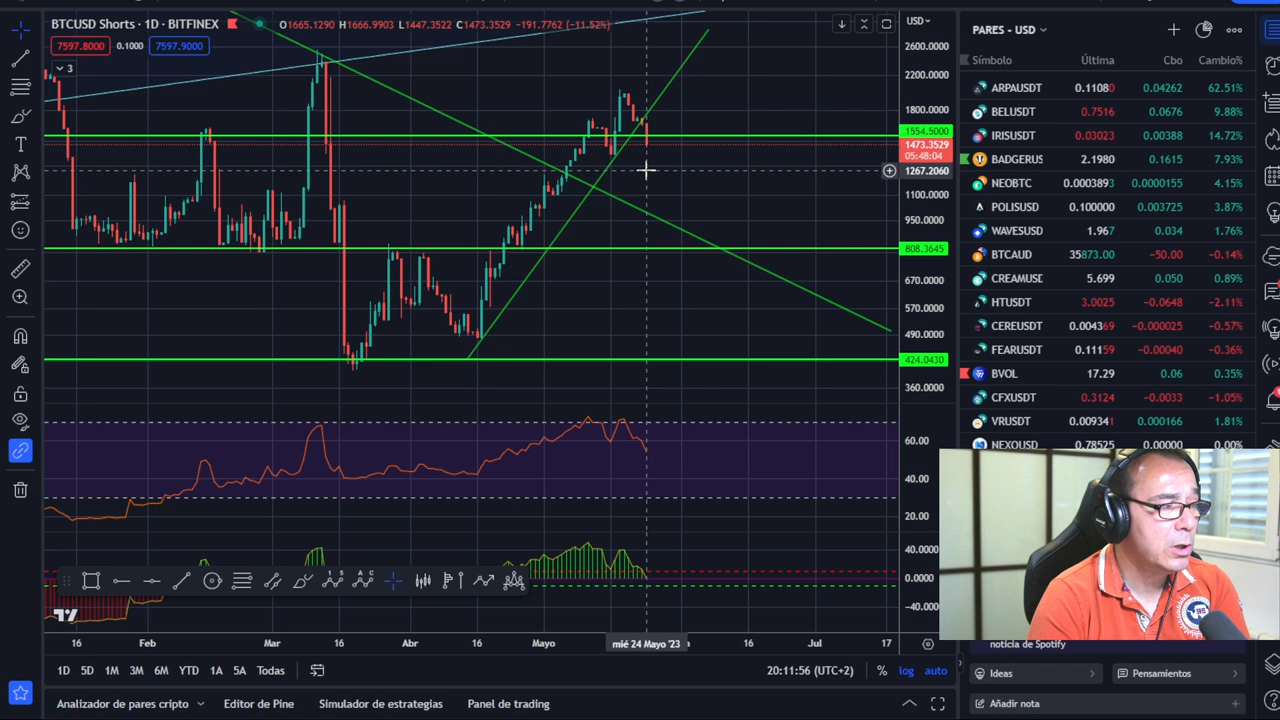 BTCUSD Shorts · 1D · BITFINEX O1665.1290 H1666.9903 L1447.3522 C1473.3529 -191.7762 (-11.52%)
7597.8000 0.1000 7597.9000
3
USD
2600.0000
2200.0000
1800.0000
1554.5000
1473.3529
05:48:04
1267.2060
1100.0000
950.0000
808.3645
670.0000
570.0000
490.0000
424.0430
360.0000
60.00
40.00
20.00
40.0000
0.0000
-40.00
16 Feb Mar 16 Abr 16 Mayo mié 24 Mayo '23 16 Jul 17
1D 5D 1M 3M 6M YTD 1A 5A Todas 20:11:56 (UTC+2) % log auto
Analizador de pares cripto Editor de Pine Simulador de estrategias Panel de trading
PARES - USD
Símbolo Última Cbo Cambio%
ARPAUSDT 0.11080 0.04262 62.51%
BELUSDT 0.7516 0.0676 9.88%
IRISUSDT 0.03023 0.00388 14.72%
BADGERUS 2.1980 0.1615 7.93%
NEOBTC 0.0003893 0.0000155 4.15%
POLISUSD 0.100000 0.003725 3.87%
WAVESUSD 1.967 0.034 1.76%
BTCAUD 35873.00 -50.00 -0.14%
CREAMUSD 5.699 0.050 0.89%
HTUSDT 3.0025 -0.0648 -2.11%
CEREUSDT 0.004369 -0.000025 -0.57%
FEARUSDT 0.11159 -0.00040 -0.36%
BVOL 17.29 0.06 0.35%
CFXUSDT 0.3124 -0.0033 -1.05%
VRUSDT 0.009341 0.000166 1.81%
NEXOUSD 0.78525 0.00000 0.00%
noticia de Spotify
Ideas Pensamientos
Añadir nota